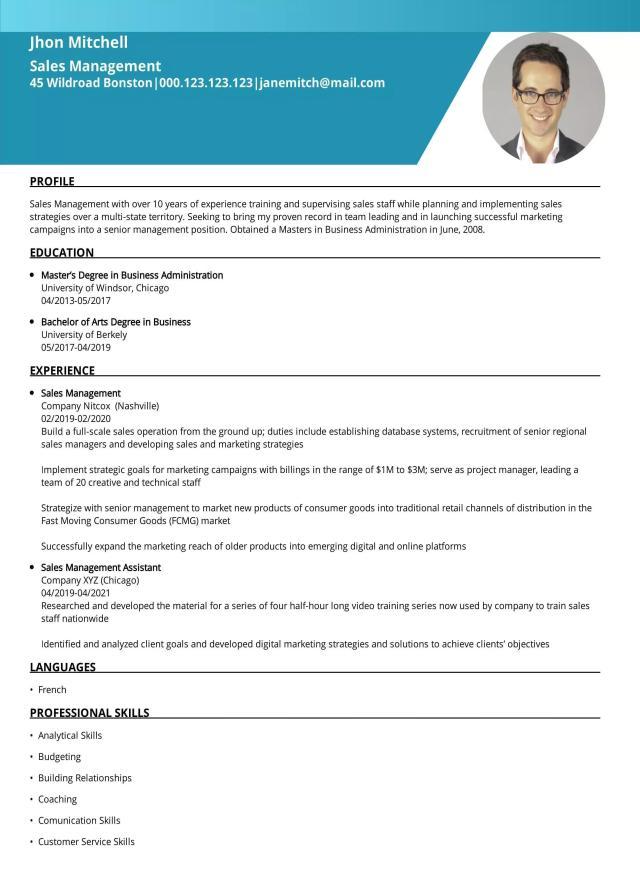 Jhon Mitchell
Sales Management
45 Wildroad Bonston|000.123.123.123|janemitch@mail.com
PROFILE
Sales Management with over 10 years of experience training and supervising sales staff while planning and implementing sales
strategies over a multi-state territory. Seeking to bring my proven record in team leading and in launching successful marketing
campaigns into a senior management position. Obtained a Masters in Business Administration in June, 2008.
EDUCATION
• Master's Degree in Business Administration
University of Windsor, Chicago
04/2013-05/2017
• Bachelor of Arts Degree in Business
University of Berkely
05/2017-04/2019
EXPERIENCE
• Sales Management
Company Nitcox (Nashville)
02/2019-02/2020
Build a full-scale sales operation from the ground up; duties include establishing database systems, recruitment of senior regional
sales managers and developing sales and marketing strategies
Implement strategic goals for marketing campaigns with billings in the range of $1M to $3M; serve as project manager, leading a
team of 20 creative and technical staff
Strategize with senior management to market new products of consumer goods into traditional retail channels of distribution in the
Fast Moving Consumer Goods (FCMG) market
Successfully expand the marketing reach of older products into emerging digital and online platforms
• Sales Management Assistant
Company XYZ (Chicago)
04/2019-04/2021
Researched and developed the material for a series of four half-hour long video training series now used by company to train sales
staff nationwide
Identified and analyzed client goals and developed digital marketing strategies and solutions to achieve clients' objectives
LANGUAGES
• French
PROFESSIONAL SKILLS
• Analytical Skills
• Budgeting
• Building Relationships
• Coaching
• Comunication Skills
• Customer Service Skills